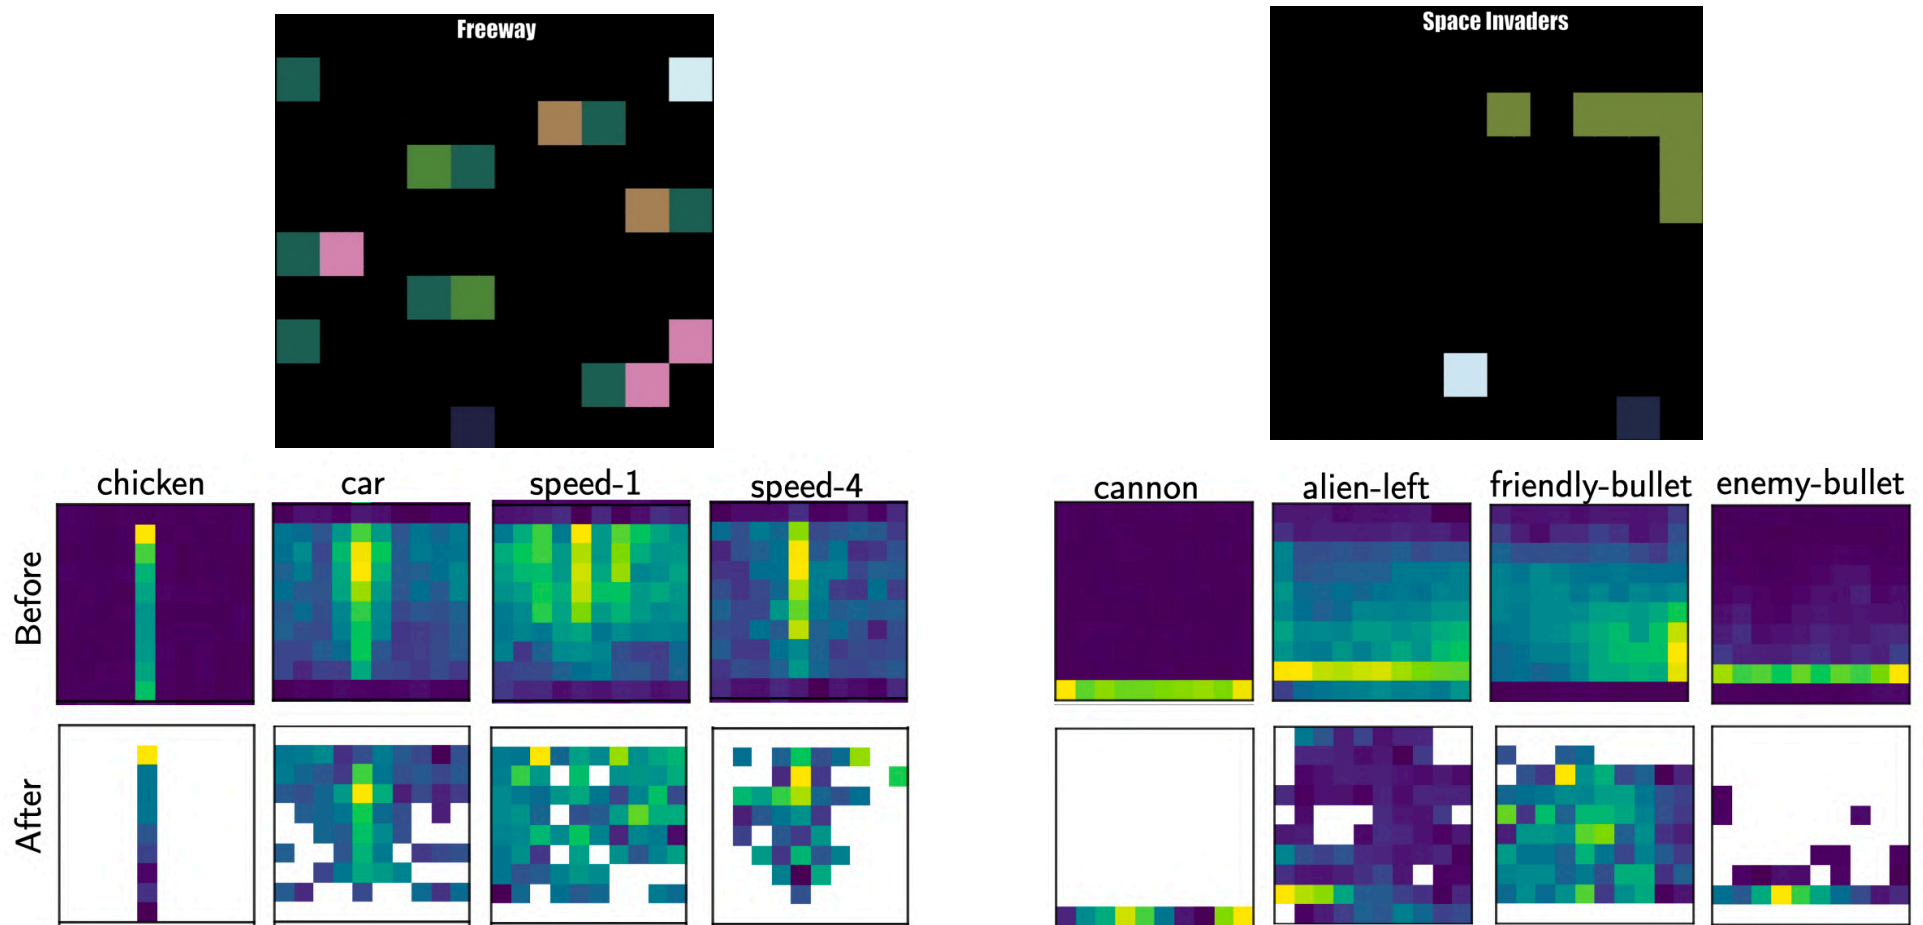 Freeway
Space Invaders
chicken car speed-1 speed-4
cannon alien-left friendly-bullet enemy-bullet
Before
After